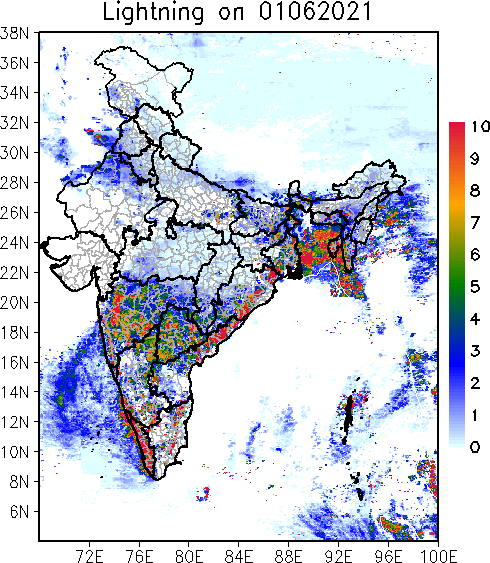 Lightning on 01062021
38N
36N
34N
32N
30N
28N
26N
24N
22N
20N
18N
16N
14N
12N
10N
8N
6N
72E 76E 80E 84E 88E 92E 96E 100E
10
9
8
7
6
5
4
3
2
1
0